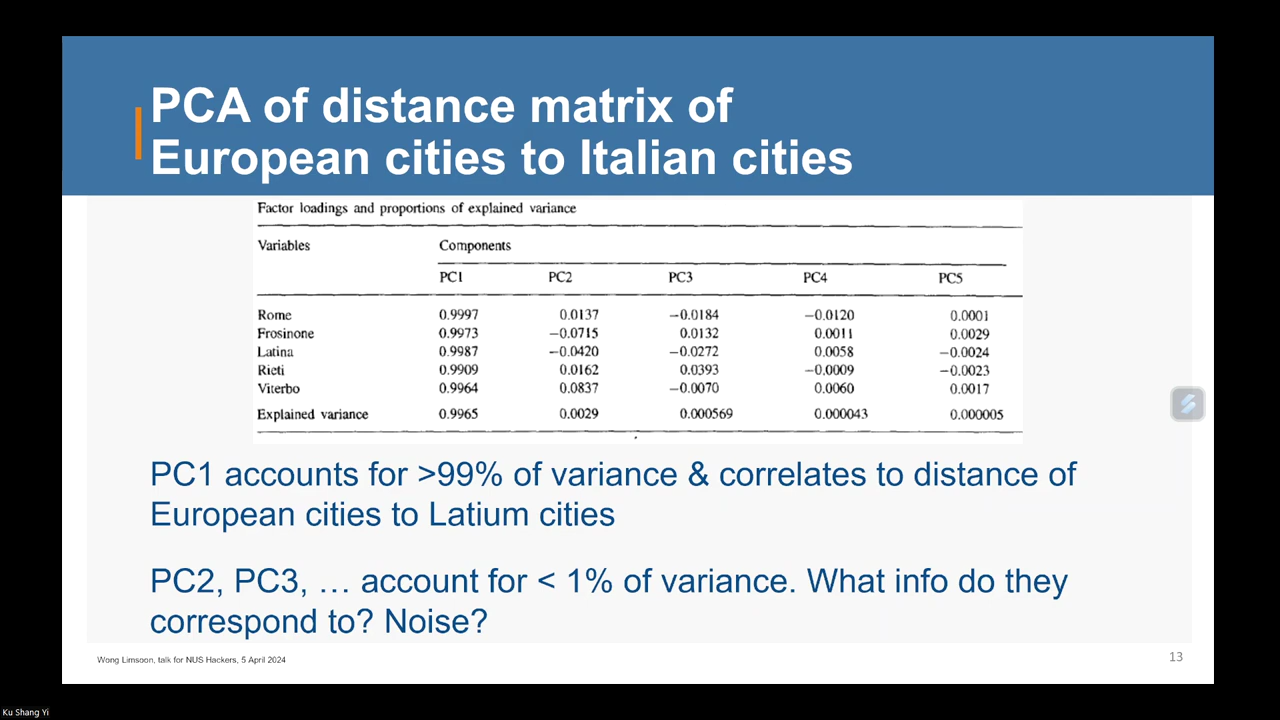 PCA of distance matrix of
European cities to Italian cities
Factor loadings and proportions of explained variance
Variables Components
PC1 PC2 PC3 PC4 PC5
Rome 0.9997 0.0137 −0.0184 −0.0120 0.0001
Frosinone 0.9973 −0.0715 0.0132 0.0011 0.0029
Latina 0.9987 −0.0420 −0.0272 0.0058 −0.0024
Rieti 0.9909 0.0162 0.0393 −0.0009 −0.0023
Viterbo 0.9964 0.0837 −0.0070 0.0060 0.0017
Explained variance 0.9965 0.0029 0.000569 0.000043 0.000005
PC1 accounts for >99% of variance & correlates to distance of
European cities to Latium cities
PC2, PC3, … account for < 1% of variance. What info do they
correspond to? Noise?
Wong Limsoon, talk for NUS Hackers, 5 April 2024
13
Ku Shang Yi